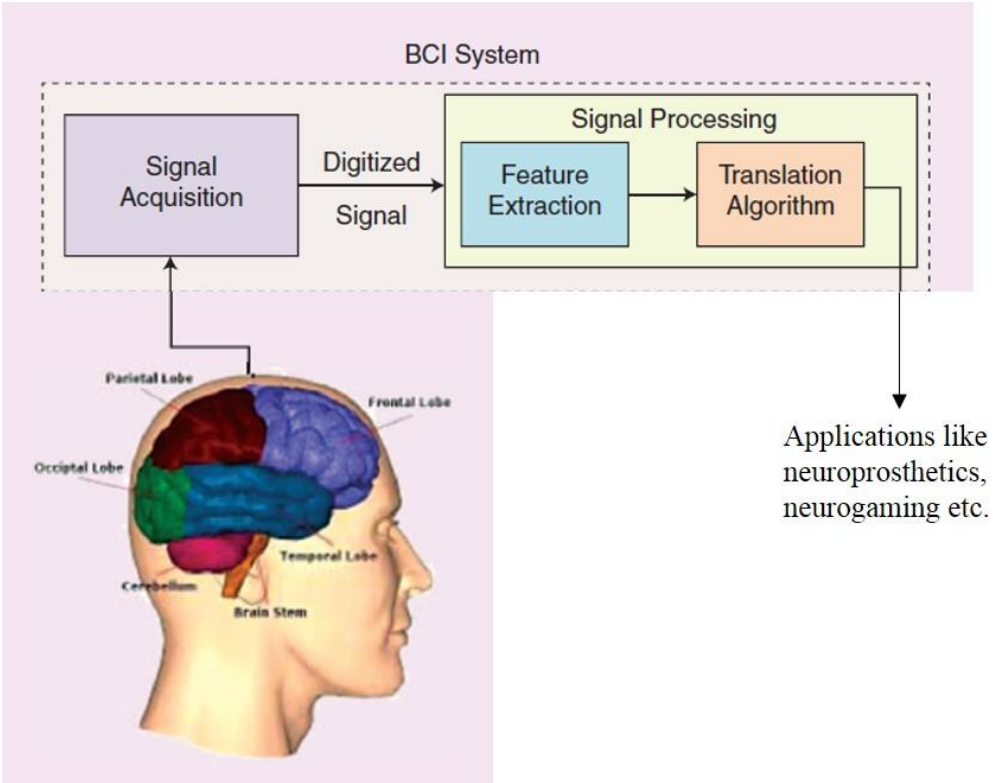 BCI System
Signal Processing
Signal
Acquisition
Digitized
Signal
Feature
Extraction
Translation
Algorithm
Parietal Lobe
Frontal Lobe
Occiptal Lobe
Temporal Lobe
Cerebellum
Brain Stem
Applications like
neuroprosthetics,
neurogaming etc.